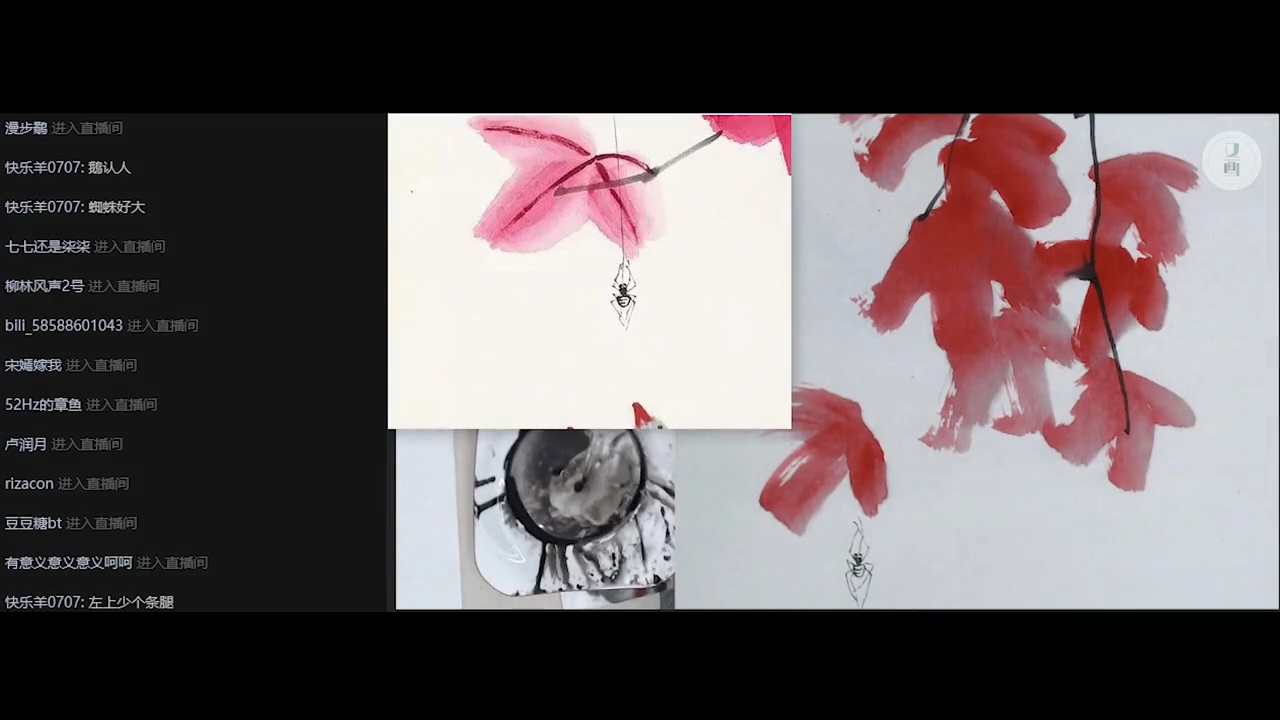 漫步鹬 进入直播间
快乐羊0707: 鹅认人
快乐羊0707: 蜘蛛好大
七七还是柒柒 进入直播间
柳林风声2号 进入直播间
bili_58588601043 进入直播间
宋嫣嫁我 进入直播间
52Hz的章鱼 进入直播间
卢润月 进入直播间
rizacon 进入直播间
豆豆糖bt 进入直播间
有意义意义意义呵呵 进入直播间
快乐羊0707: 左上少个条腿